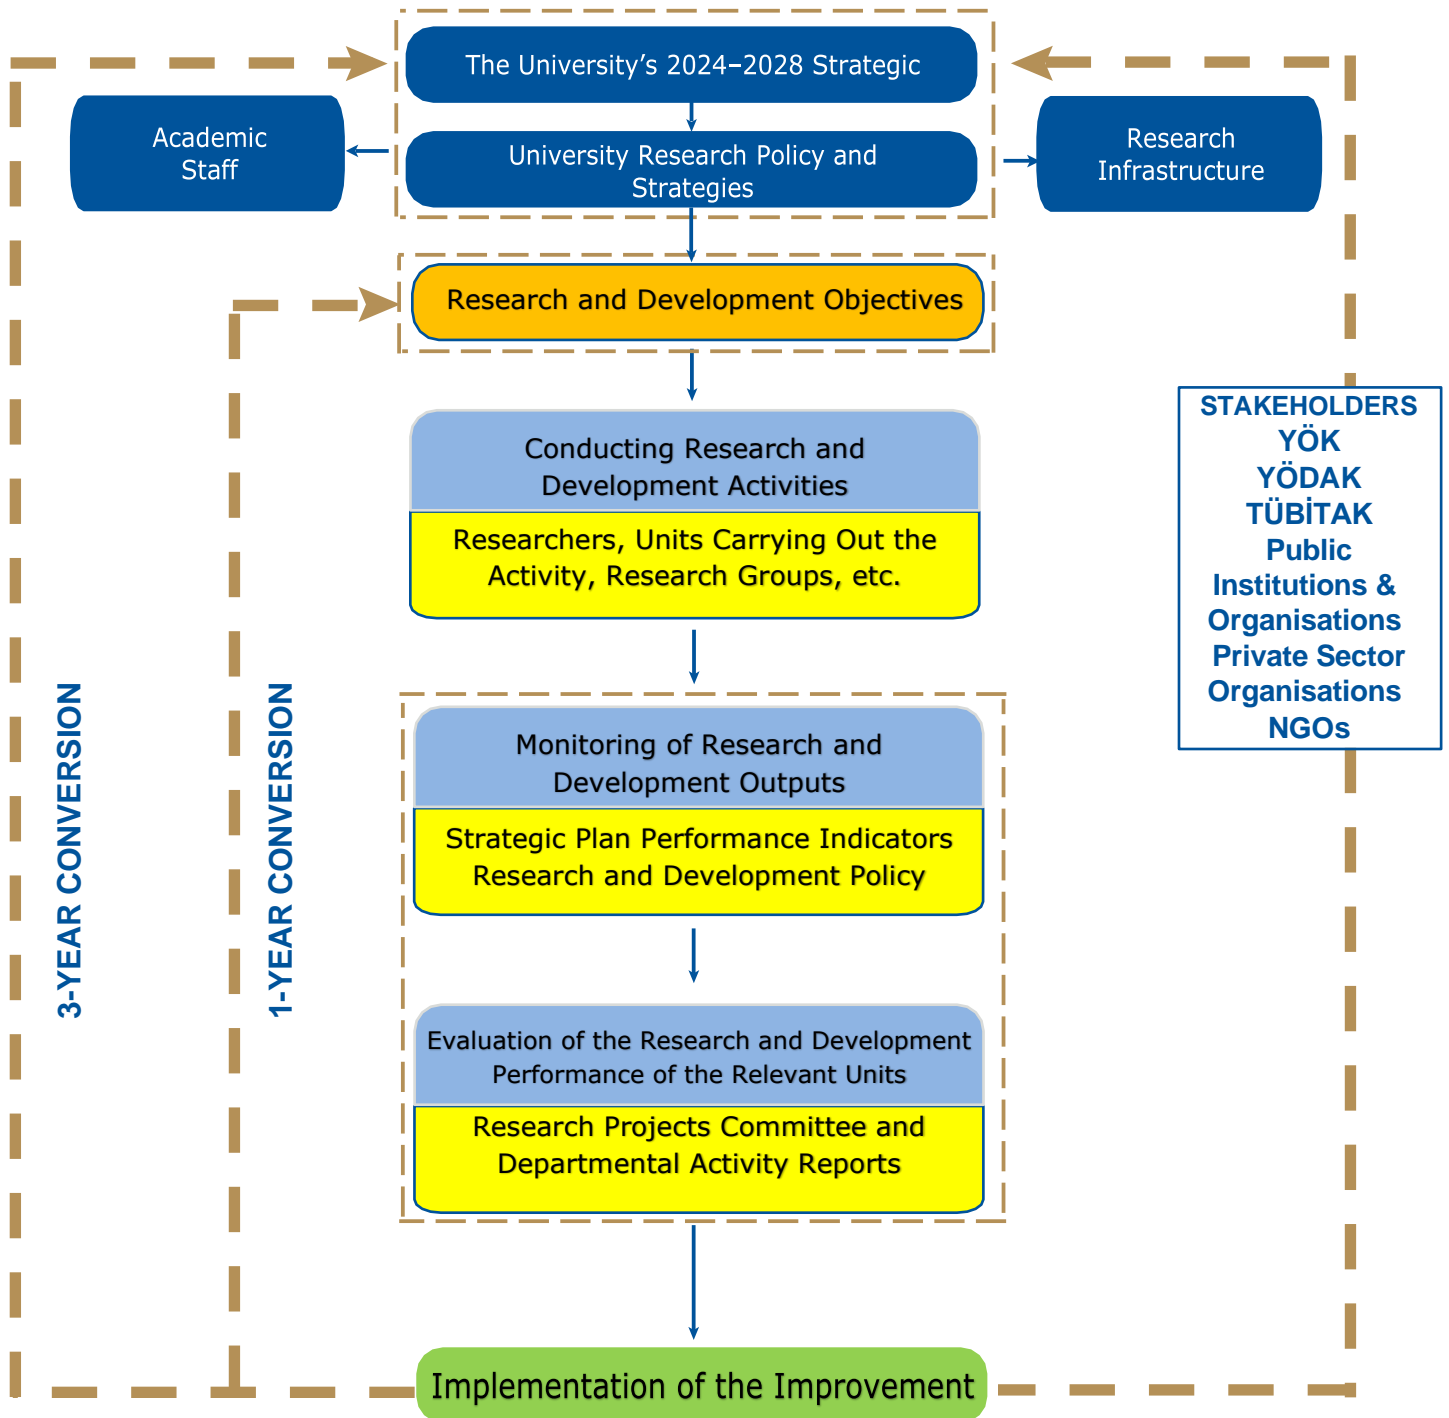 The University’s 2024–2028 Strategic
Academic
Staff
University Research Policy and
Strategies
Research
Infrastructure
Research and Development Objectives
Conducting Research and
Development Activities
Researchers, Units Carrying Out the
Activity, Research Groups, etc.
STAKEHOLDERS
YÖK
YÖDAK
TÜBİTAK
Public
Institutions &
Organisations
Private Sector
Organisations
NGOs
3-YEAR CONVERSION
1-YEAR CONVERSION
Monitoring of Research and
Development Outputs
Strategic Plan Performance Indicators
Research and Development Policy
Evaluation of the Research and Development
Performance of the Relevant Units
Research Projects Committee and
Departmental Activity Reports
Implementation of the Improvement